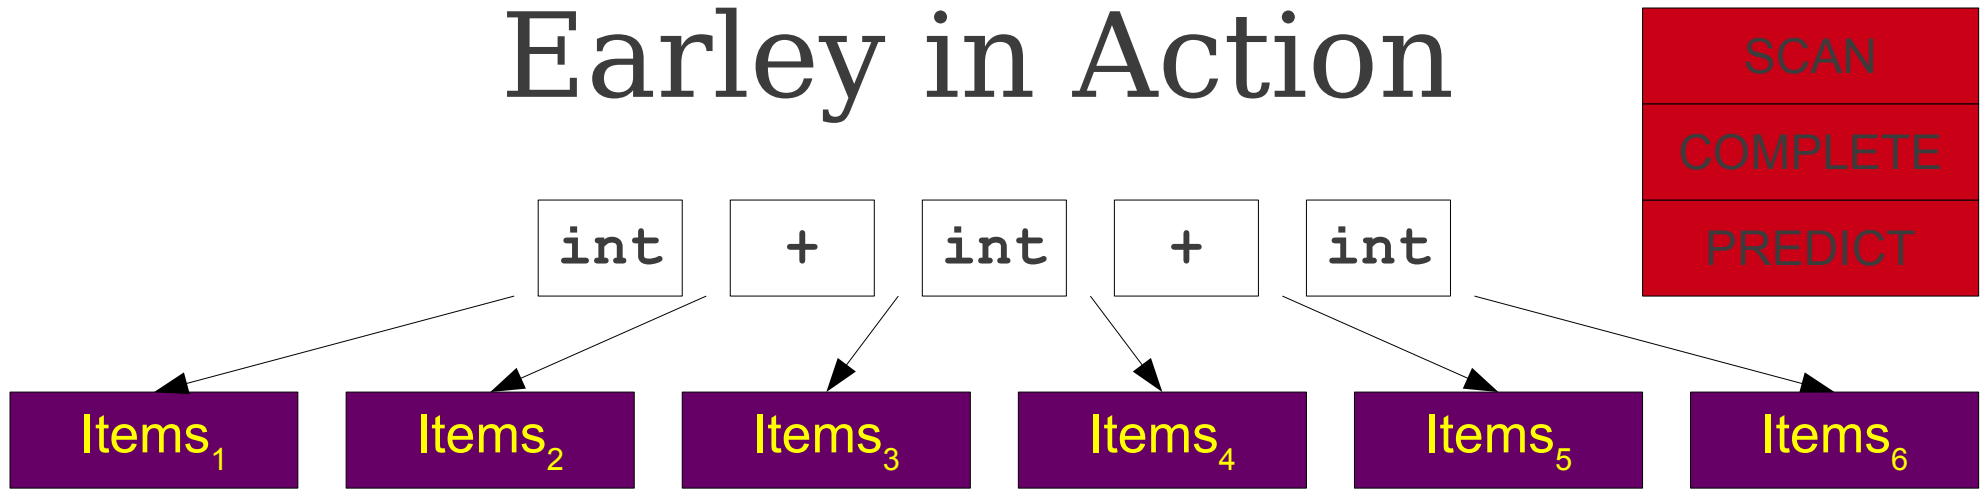 Earley in Action
SCAN
COMPLETE
PREDICT
int + int + int
Items1 Items2 Items3 Items4 Items5 Items6